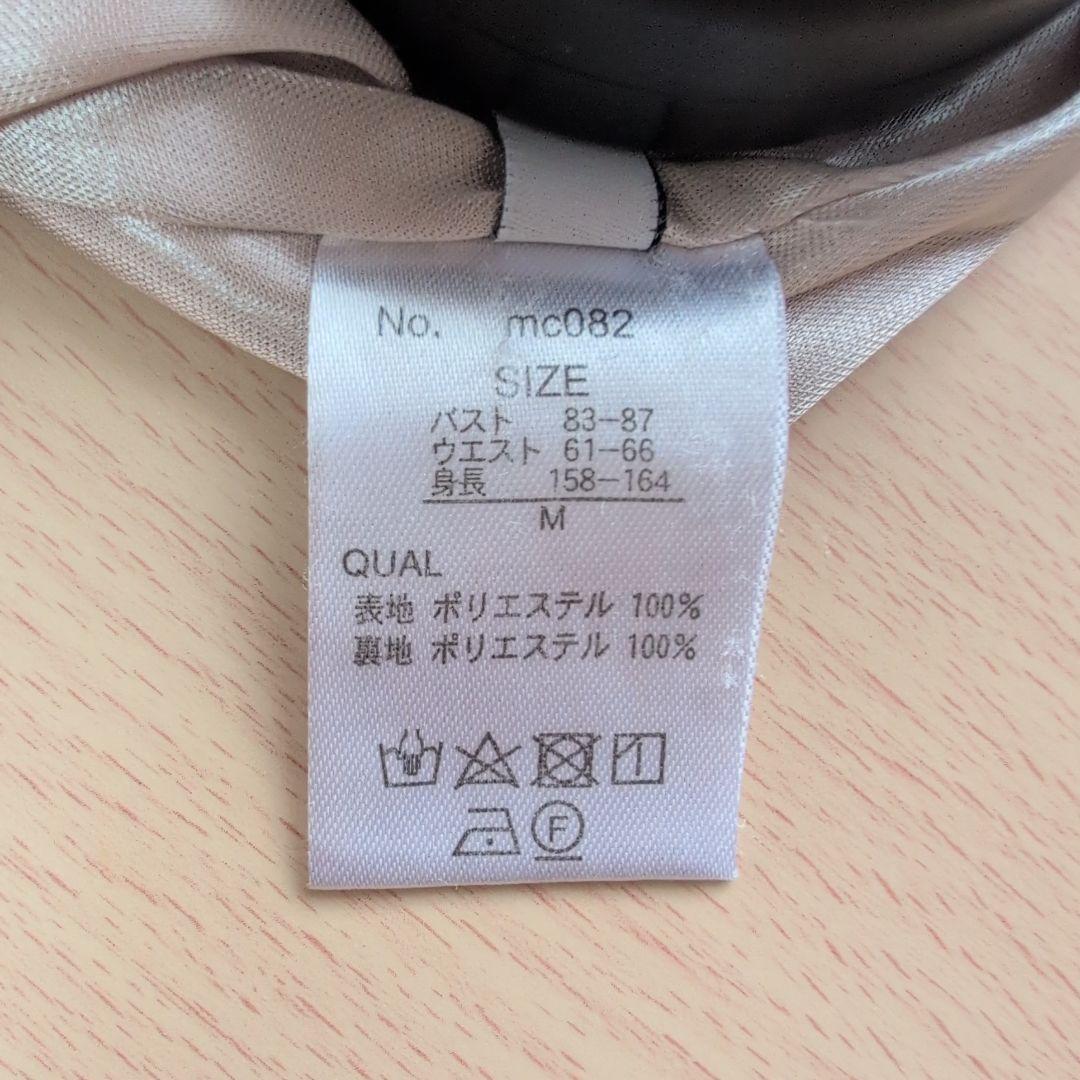 No. mc082
SIZE
バスト 83-87
ウエスト 61-66
身長 158-164
M
QUAL
表地 ポリエステル 100%
裏地 ポリエステル 100%
1
F